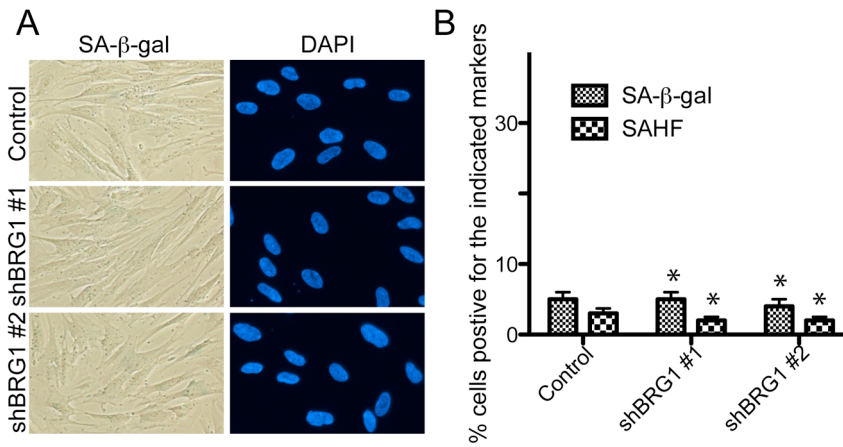 A
SA-β-gal
DAPI
Control
shBRG1 #1
shBRG1 #2
B
% cells postive for the indicated markers
30
10
0
SA-β-gal
SAHF
*
*
*
*
Control
shBRG1 #1
shBRG1 #2